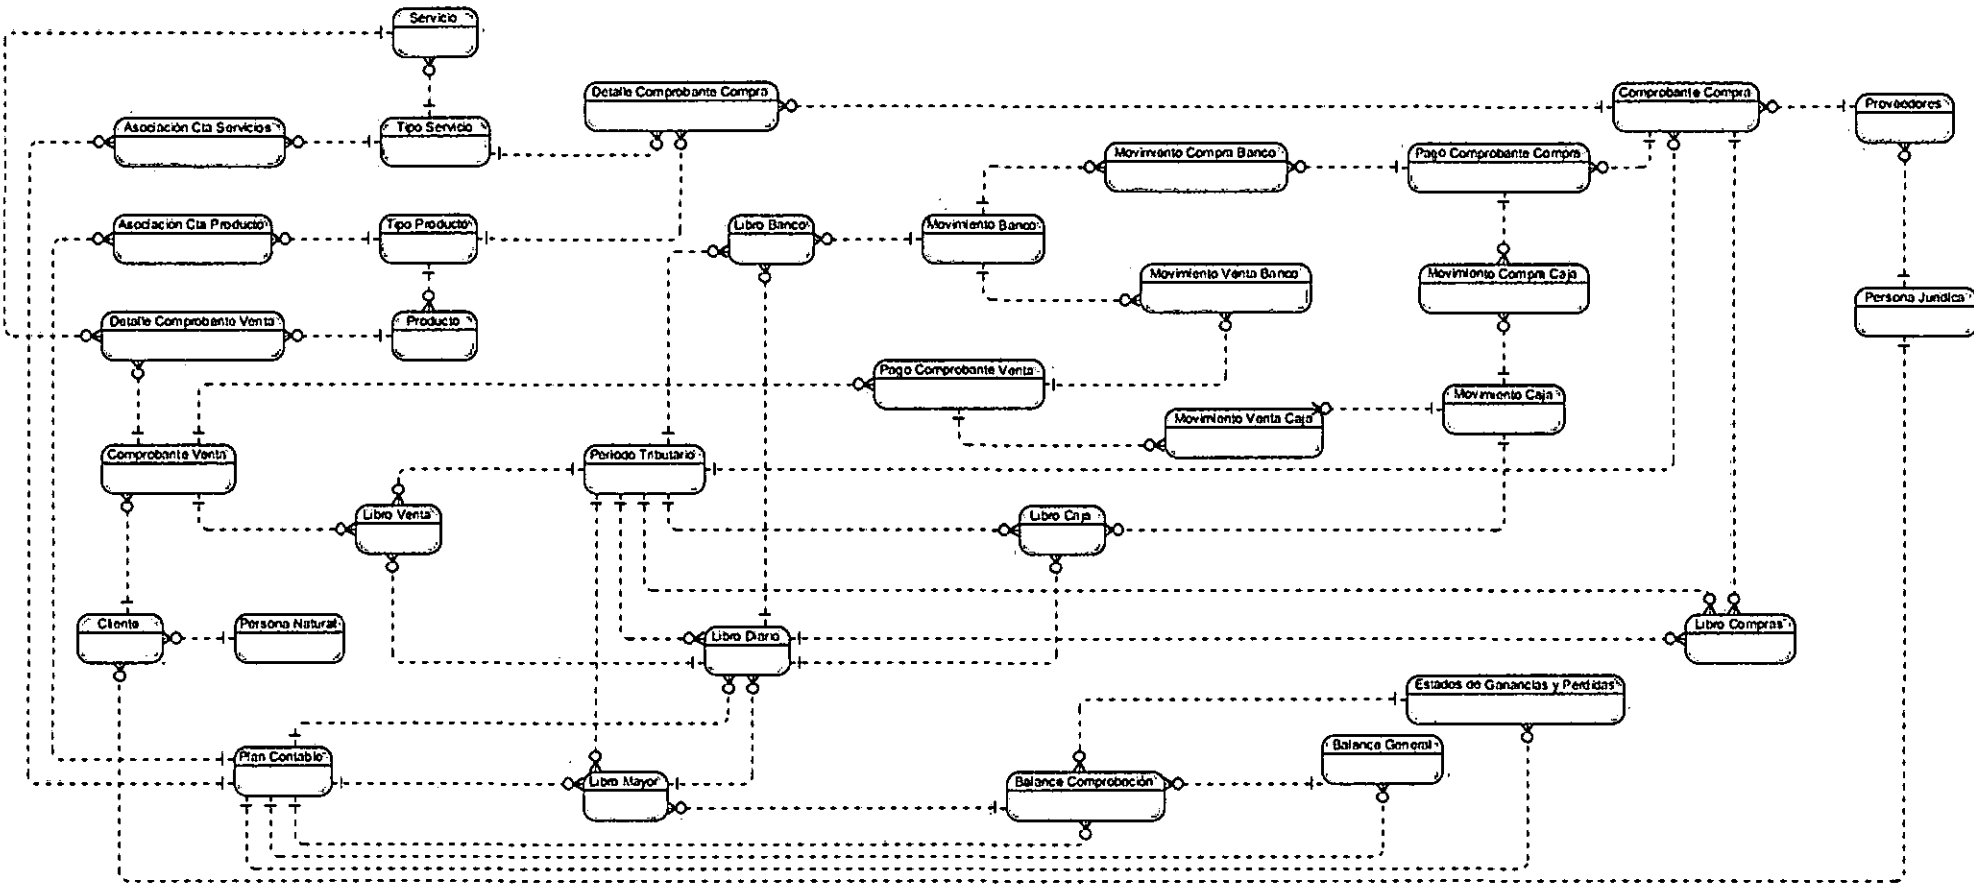 Servicio
Detalle Comprobante Compra
Comprobante Compra
Proveedores
Asociación Cta Servicios
Tipo Servicio
Movimiento Compra Banco
Pago Comprobante Compra
Asociación Cta Producto
Tipo Producto
Libro Banco
Movimiento Banco
Movimiento Venta Banco
Movimiento Compra Caja
Persona Juridica
Detalle Comprobante Venta
Producto
Pago Comprobante Venta
Movimiento Venta Caja
Movimiento Caja
Comprobante Venta
Periodo Tributario
Libro Venta
Libro Caja
Cliente
Persona Natural
Libro Diario
Libro Compras
Estados de Ganancias y Perdidas
Plan Contable
Libro Mayor
Balance Comprobación
Balance General